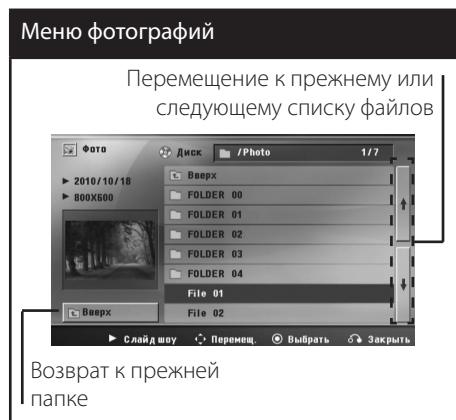 Меню фотографий
Перемещение к прежнему или
следующему списку файлов
Фото
Диск
/Photo
1/7
2010/10/18
800X600
Вверх
FOLDER 00
FOLDER 01
FOLDER 02
FOLDER 03
FOLDER 04
File 01
File 02
Вверх
Слайд шоу
Перемещ.
Выбрать
Закрыть
Возврат к прежней
папке